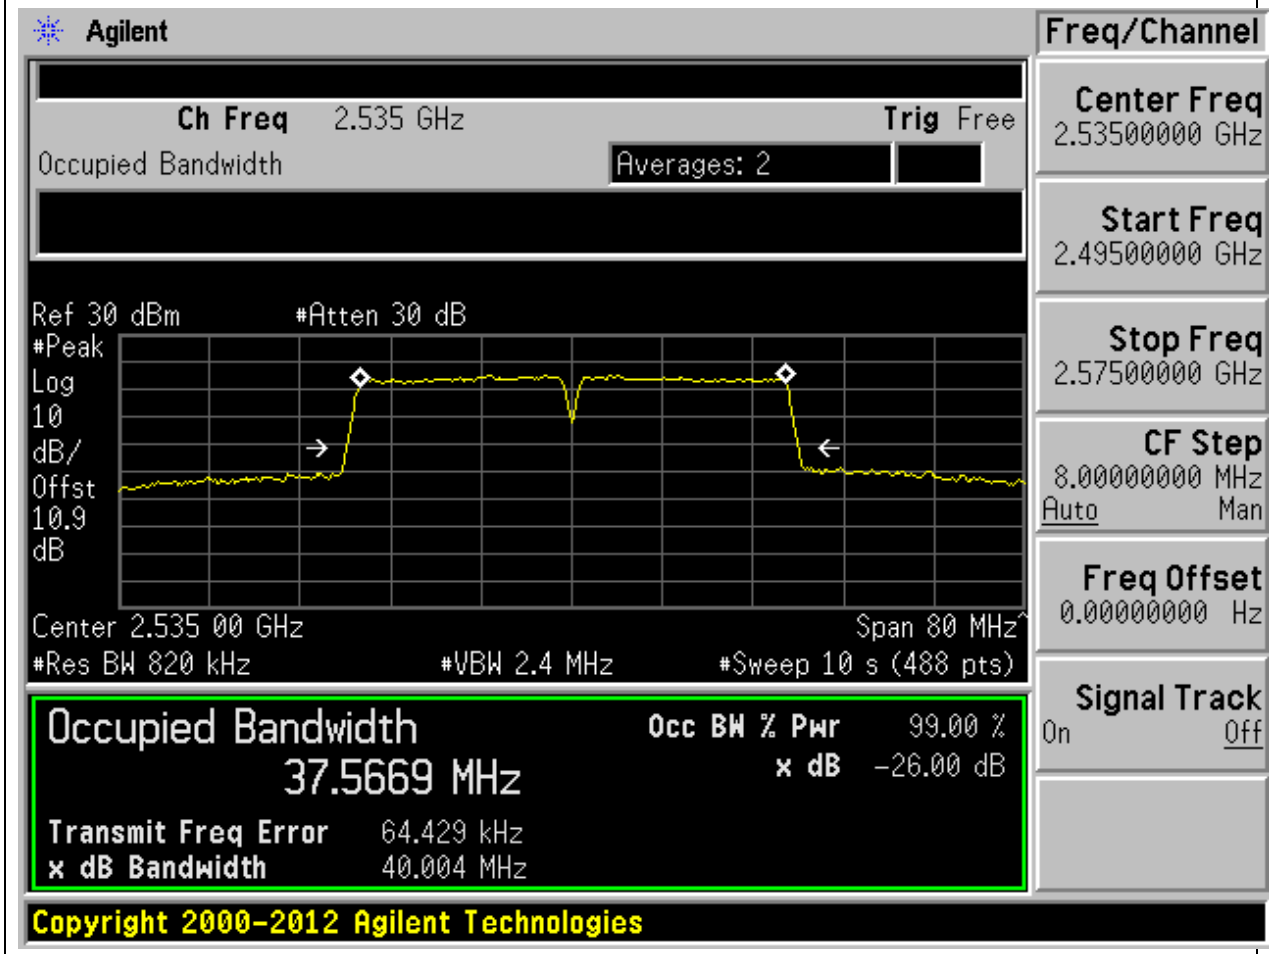 Agilent
Freq/Channel
Ch Freq 2.535 GHz Trig Free
Occupied Bandwidth Averages: 2
Ref 30 dBm #Atten 30 dB
#Peak
Log
10
dB/
Offst
10.9
dB
Center 2.535 00 GHz Span 80 MHz^
#Res BW 820 kHz #VBW 2.4 MHz #Sweep 10 s (488 pts)
Occupied Bandwidth
37.5669 MHz
Occ BW % Pwr 99.00 %
x dB -26.00 dB
Transmit Freq Error 64.429 kHz
x dB Bandwidth 40.004 MHz
Copyright 2000-2012 Agilent Technologies
Center Freq
2.53500000 GHz
Start Freq
2.49500000 GHz
Stop Freq
2.57500000 GHz
CF Step
8.00000000 MHz
Auto Man
Freq Offset
0.00000000 Hz
Signal Track
On Off